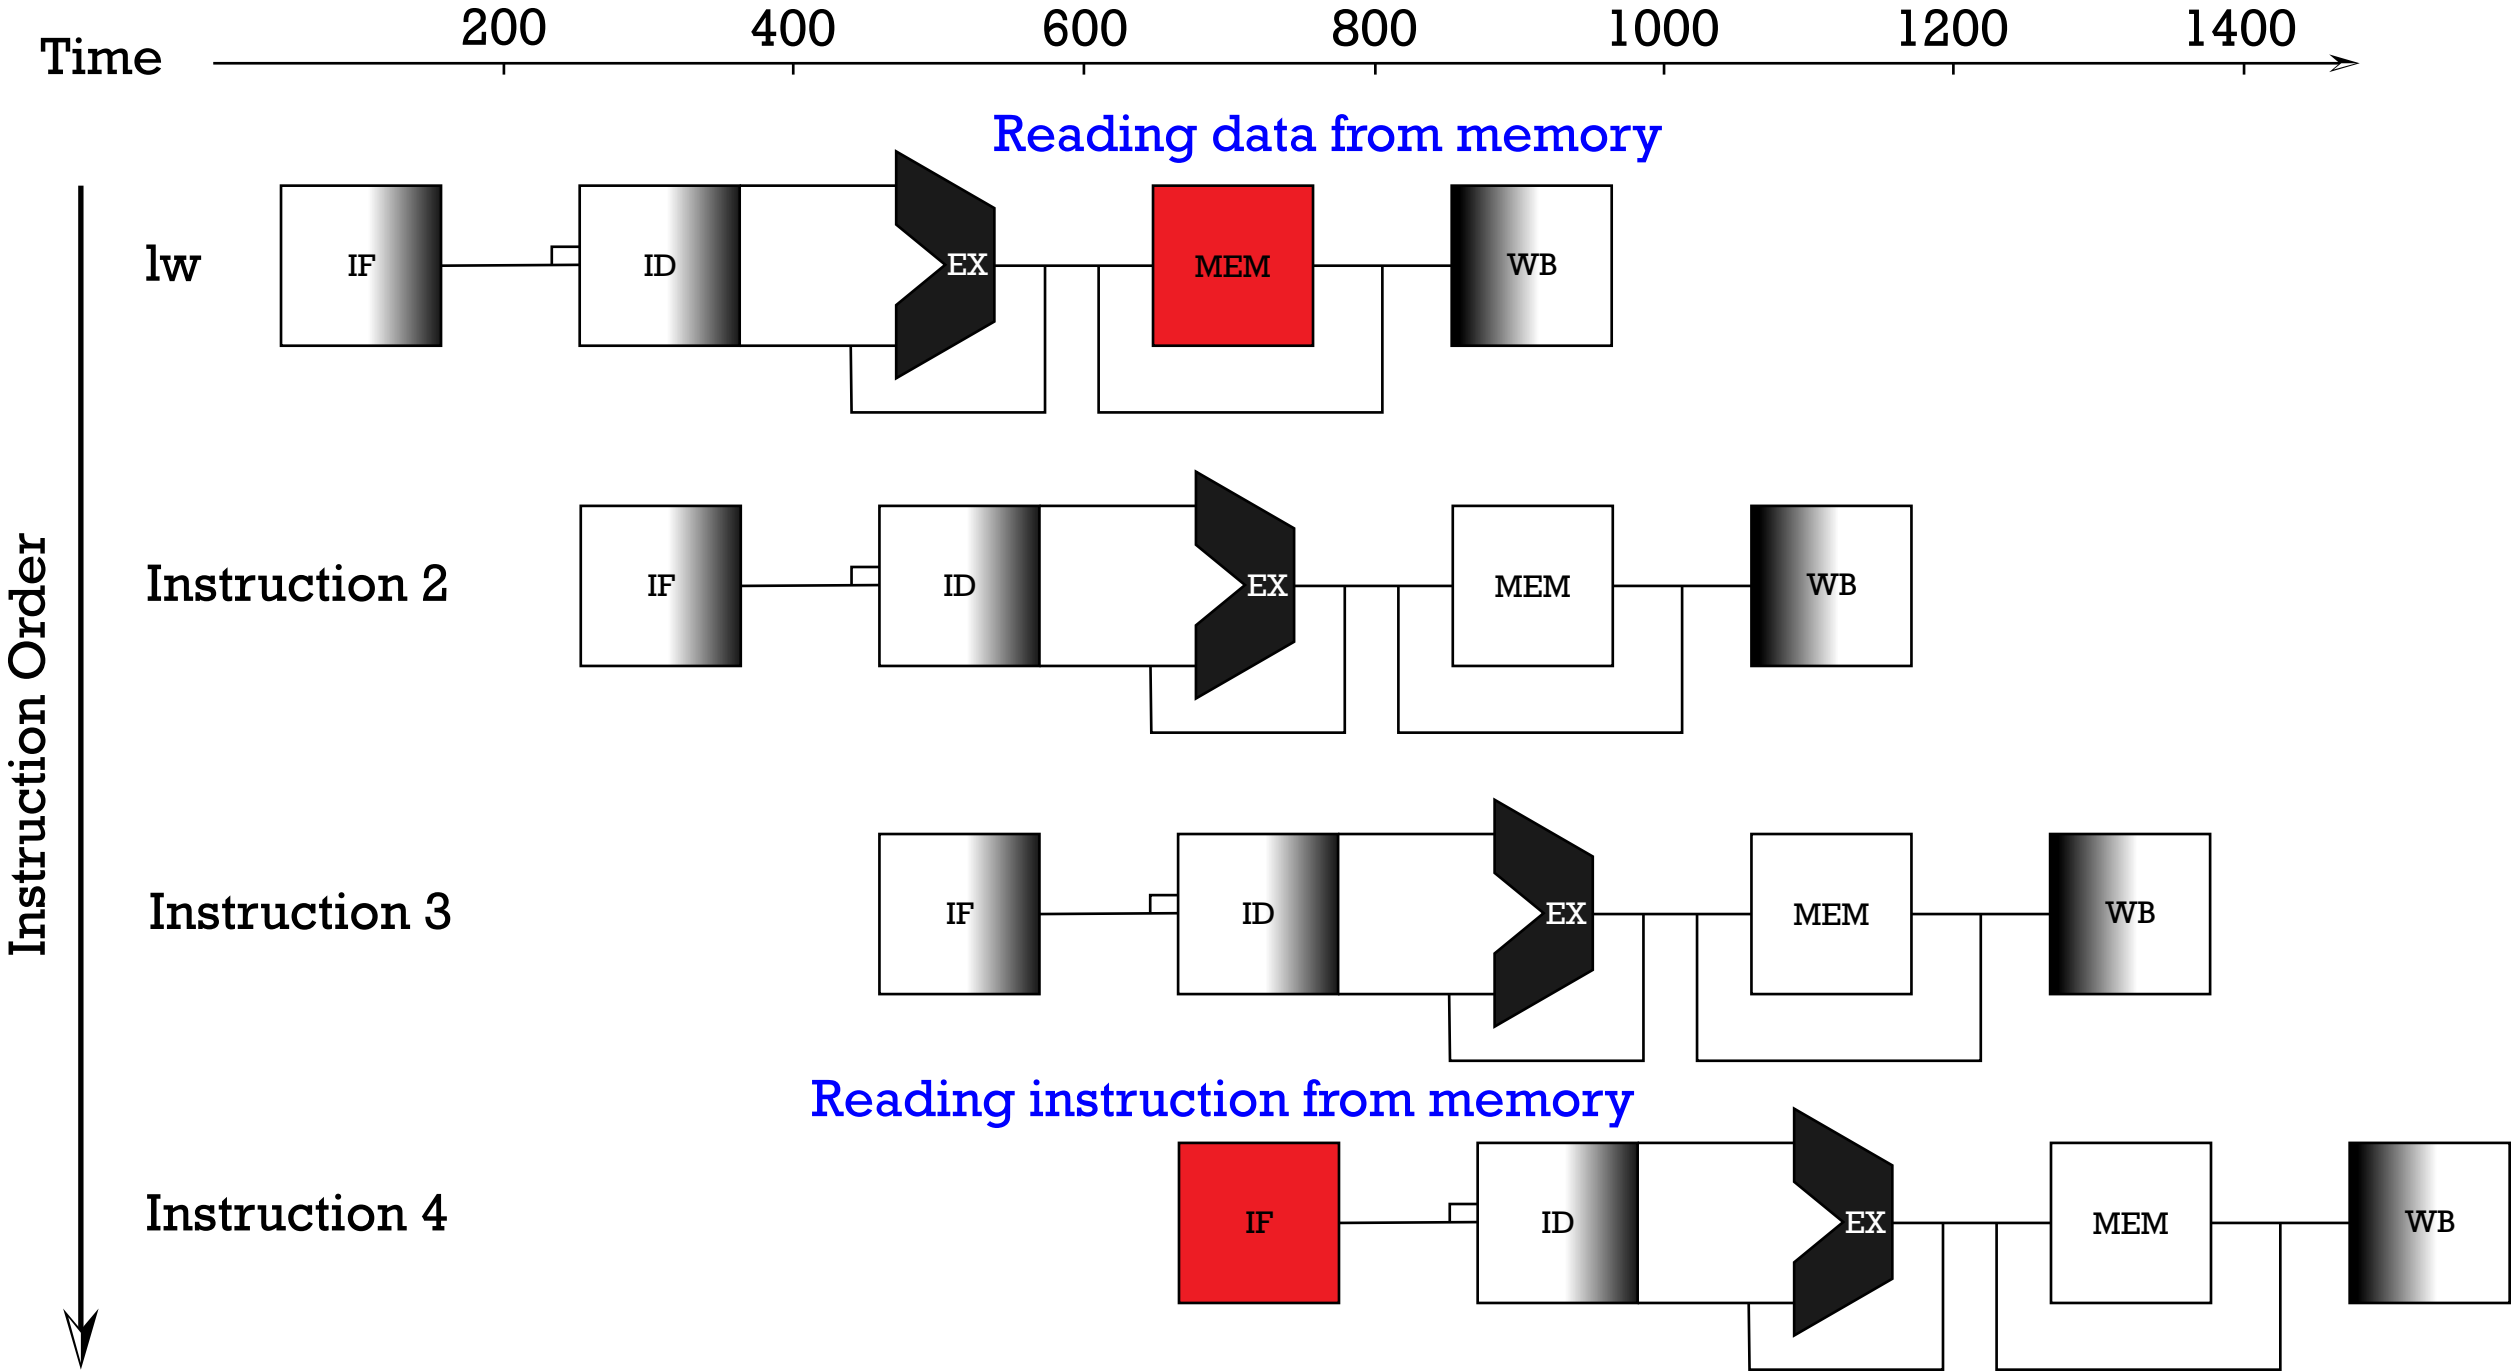 Time 200 400 600 800 1000 1200 1400
Reading data from memory
lw IF ID EX MEM WB
Instruction 2 IF ID EX MEM WB
Instruction Order
Instruction 3 IF ID EX MEM WB
Reading instruction from memory
Instruction 4 IF ID EX MEM WB